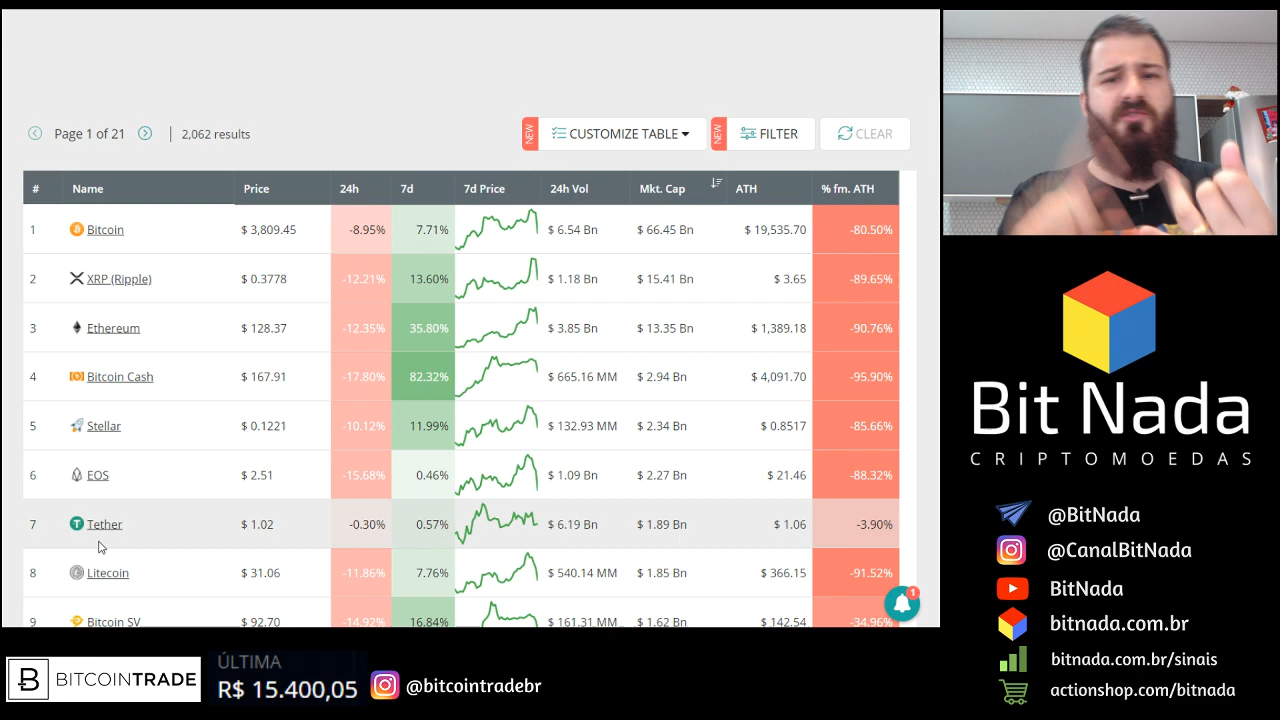 Page 1 of 21 2,062 results NEW CUSTOMIZE TABLE NEW FILTER CLEAR
# Name Price 24h 7d 7d Price 24h Vol Mkt. Cap ATH % fm. ATH
1 Bitcoin $ 3,809.45 -8.95% 7.71% $ 6.54 Bn $ 66.45 Bn $ 19,535.70 -80.50%
2 XRP (Ripple) $ 0.3778 -12.21% 13.60% $ 1.18 Bn $ 15.41 Bn $ 3.65 -89.65%
3 Ethereum $ 128.37 -12.35% 35.80% $ 3.85 Bn $ 13.35 Bn $ 1,389.18 -90.76%
4 Bitcoin Cash $ 167.91 -17.80% 82.32% $ 665.16 MM $ 2.94 Bn $ 4,091.70 -95.90%
5 Stellar $ 0.1221 -10.12% 11.99% $ 132.93 MM $ 2.34 Bn $ 0.8517 -85.66%
6 EOS $ 2.51 -15.68% 0.46% $ 1.09 Bn $ 2.27 Bn $ 21.46 -88.32%
7 Tether $ 1.02 -0.30% 0.57% $ 6.19 Bn $ 1.89 Bn $ 1.06 -3.90%
8 Litecoin $ 31.06 -11.86% 7.76% $ 540.14 MM $ 1.85 Bn $ 366.15 -91.52%
9 Bitcoin SV $ 92.70 -14.92% 16.84% $ 161.31 MM $ 1.62 Bn $ 142.54 -34.96%
1
Bit Nada
CRIPTOMOEDAS
@BitNada
@CanalBitNada
BitNada
bitnada.com.br
bitnada.com.br/sinais
actionshop.com/bitnada
BITCOINTRADE
ÚLTIMA
R$ 15.400,05
@bitcointradebr